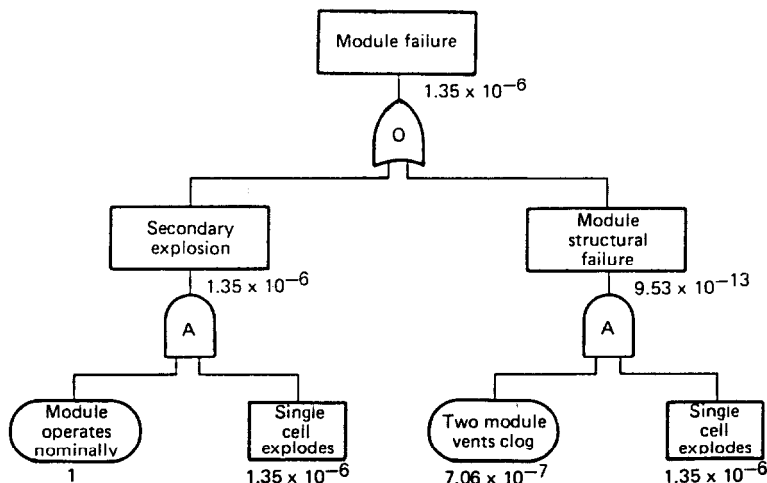 Module failure
1.35 x 10−6
O
Secondary
explosion
Module
structural
failure
1.35 x 10−6
9.53 x 10−13
A
A
Module
operates
nominally
Single
cell
explodes
Two module
vents clog
Single
cell
explodes
1
1.35 x 10−6
7.06 x 10−7
1.35 x 10−6